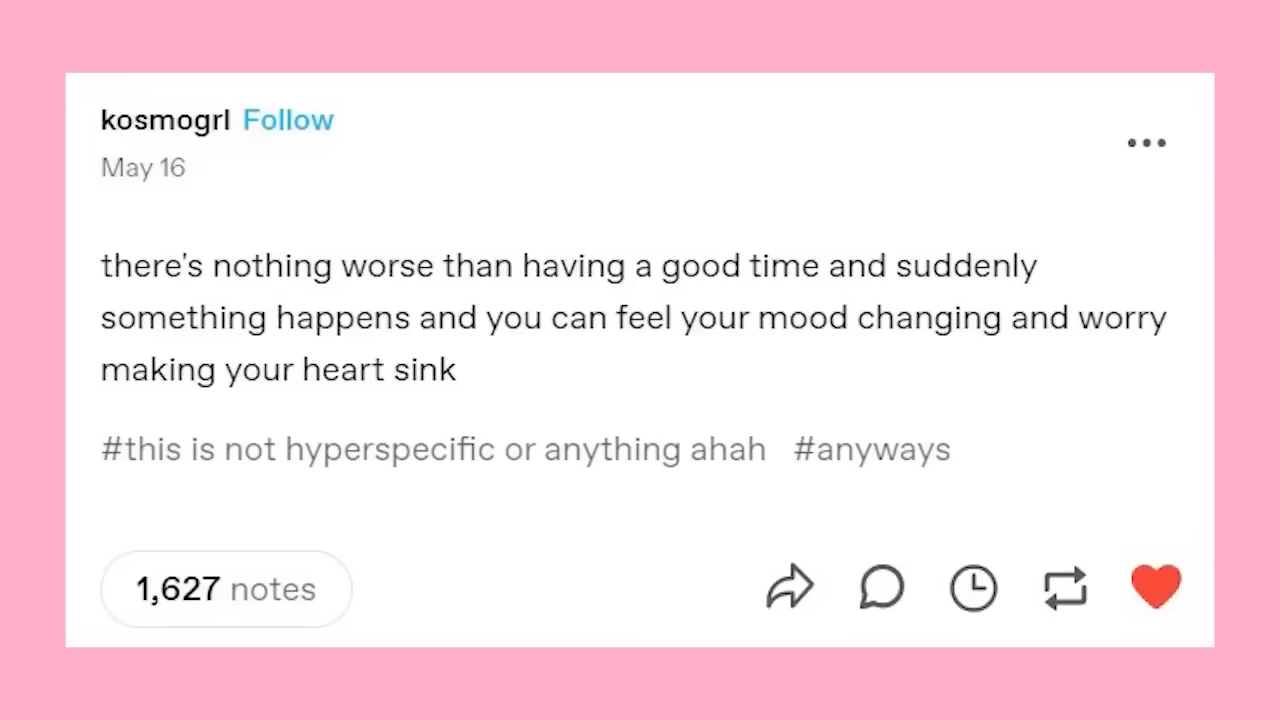 kosmogrl Follow
May 16
there's nothing worse than having a good time and suddenly
something happens and you can feel your mood changing and worry
making your heart sink
#this is not hyperspecific or anything ahah #anyways
1,627 notes